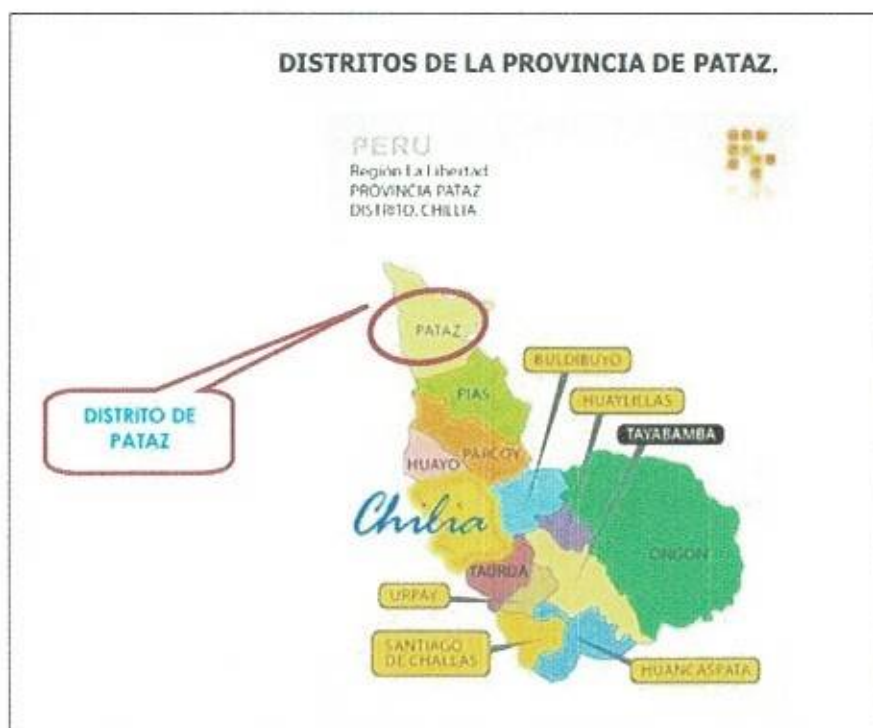 DISTRITOS DE LA PROVINCIA DE PATAZ.
PERU
Región La Libertad
PROVINCIA PATAZ
DISTRITO. CHILLIA
PATAZ
BULDIBUYO
PIAS
DISTRITO DE
PATAZ
HUAYLILLAS
TAYABAMBA
PARCOY
HUAYO
Chilia
ONGON
TAURIJA
URPAY
SANTIAGO
DE CHALLAS
HUANCASPATA